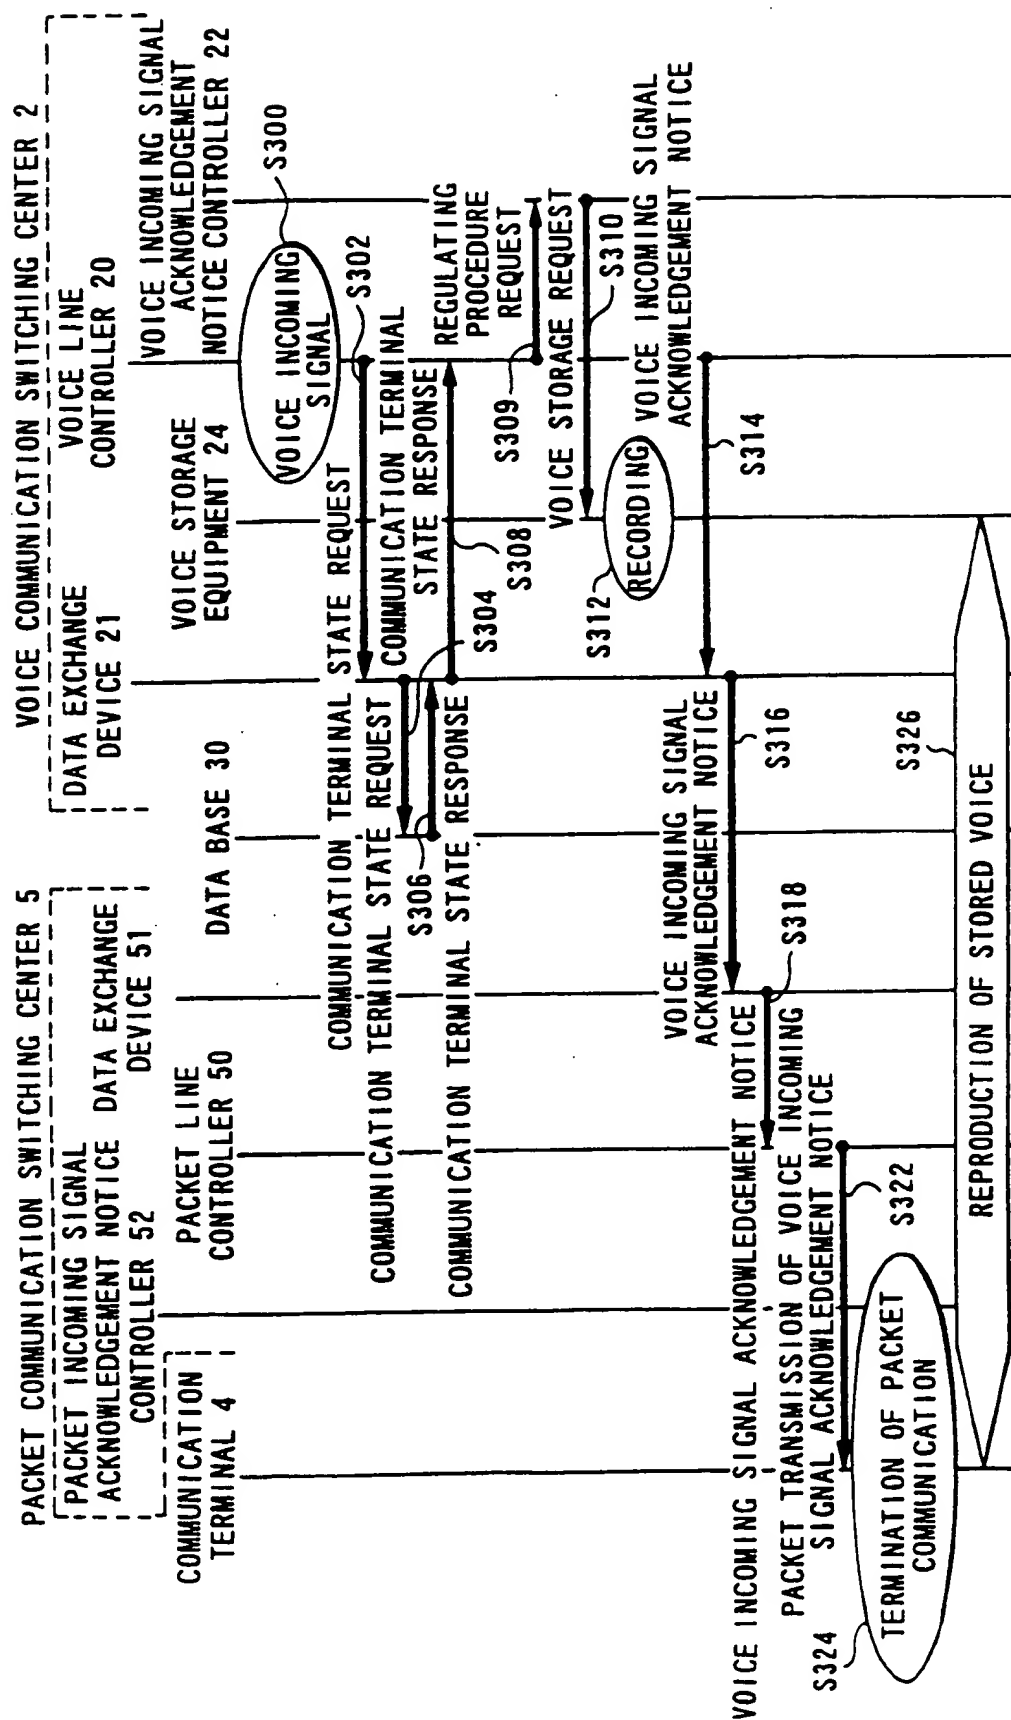 PACKET COMMUNICATION SWITCHING CENTER 5
PACKET INCOMING SIGNAL
ACKNOWLEDGEMENT NOTICE
CONTROLLER 52
DATA EXCHANGE
DEVICE 51
COMMUNICATION
TERMINAL 4
PACKET LINE
CONTROLLER 50
DATA BASE 30
VOICE COMMUNICATION SWITCHING CENTER 2
DATA EXCHANGE
DEVICE 21
VOICE LINE
CONTROLLER 20
VOICE STORAGE
EQUIPMENT 24
VOICE INCOMING SIGNAL
ACKNOWLEDGEMENT
NOTICE CONTROLLER 22
S300
VOICE INCOMING
SIGNAL
S302
COMMUNICATION TERMINAL STATE REQUEST
COMMUNICATION TERMINAL STATE REQUEST
S304
S306
COMMUNICATION TERMINAL STATE RESPONSE
COMMUNICATION TERMINAL
STATE RESPONSE
S308
REGULATING
PROCEDURE
REQUEST
S309
VOICE STORAGE REQUEST
S310
S312
RECORDING
VOICE INCOMING SIGNAL
ACKNOWLEDGEMENT NOTICE
S314
VOICE INCOMING SIGNAL
ACKNOWLEDGEMENT NOTICE
S316
VOICE INCOMING SIGNAL ACKNOWLEDGEMENT NOTICE
S318
PACKET TRANSMISSION OF VOICE INCOMING
SIGNAL ACKNOWLEDGEMENT NOTICE
S322
S324
TERMINATION OF PACKET
COMMUNICATION
S326
REPRODUCTION OF STORED VOICE